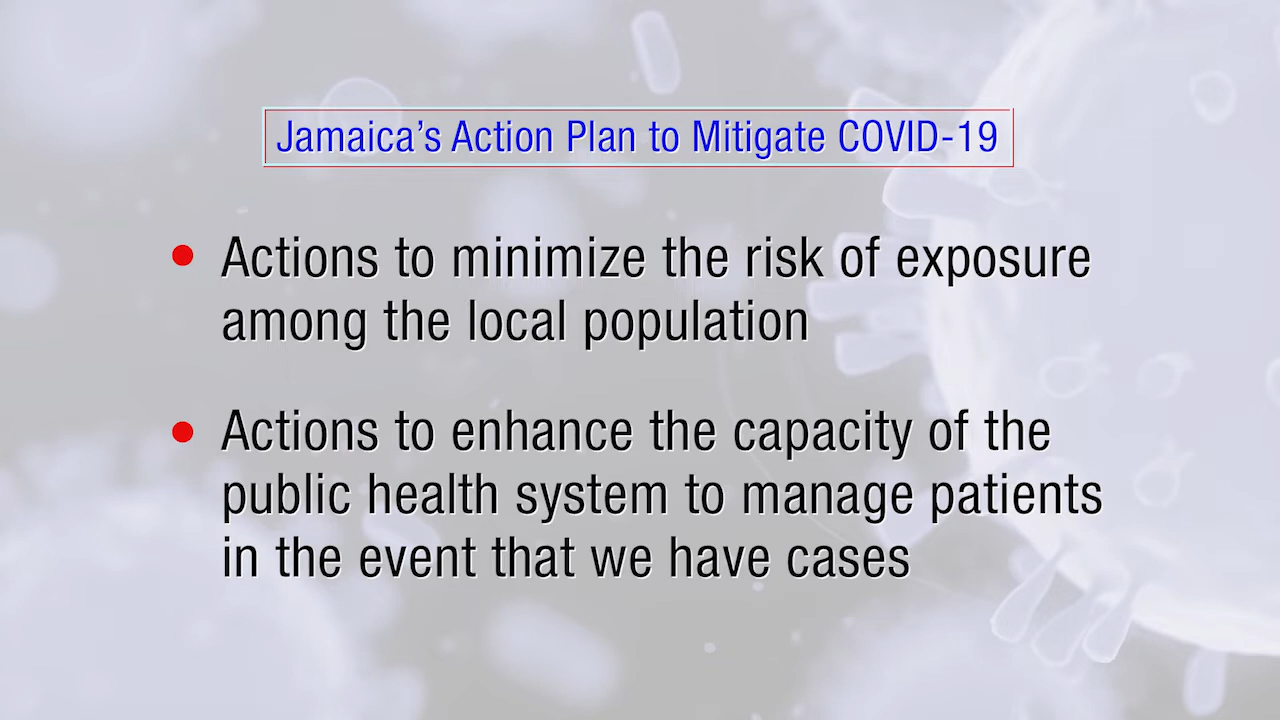 Jamaica’s Action Plan to Mitigate COVID-19
• Actions to minimize the risk of exposure
among the local population
• Actions to enhance the capacity of the
public health system to manage patients
in the event that we have cases